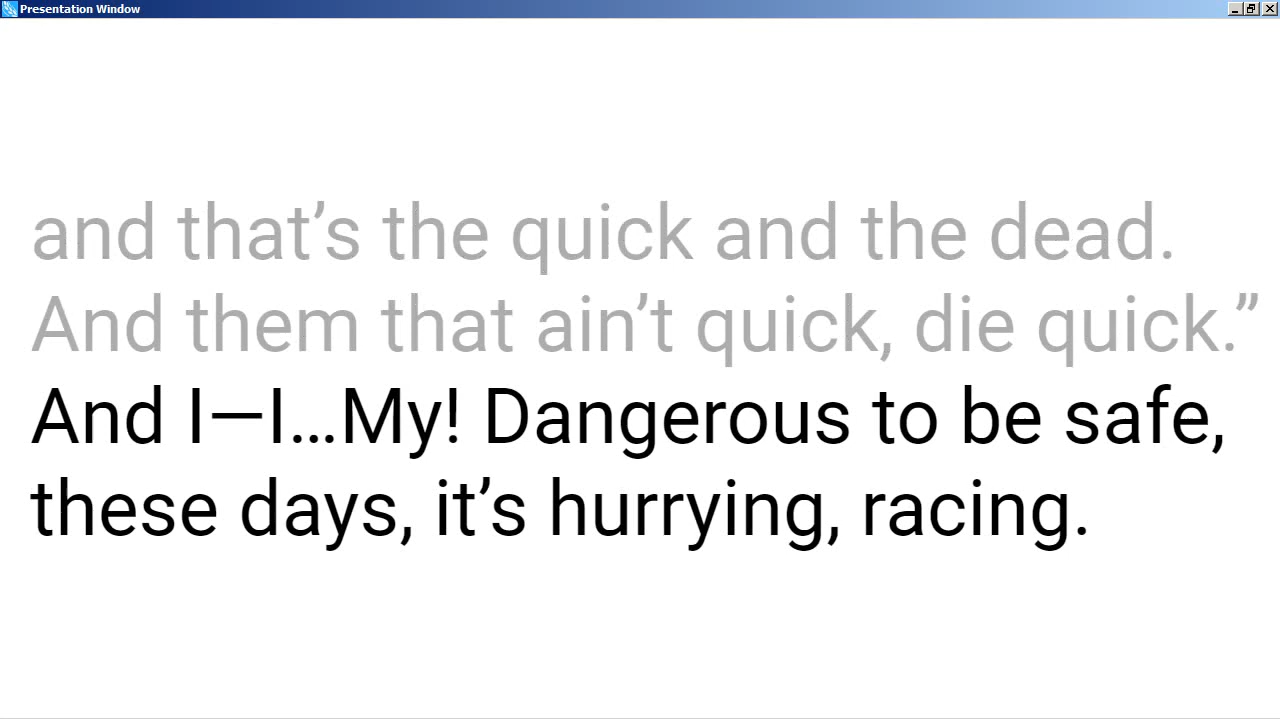 Presentation Window
and that’s the quick and the dead.
And them that ain’t quick, die quick.”
And I—I…My! Dangerous to be safe,
these days, it’s hurrying, racing.